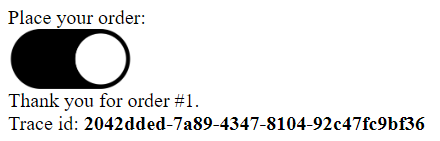 Place your order:
Thank you for order #1.
Trace id: 2042dded-7a89-4347-8104-92c47fc9bf36